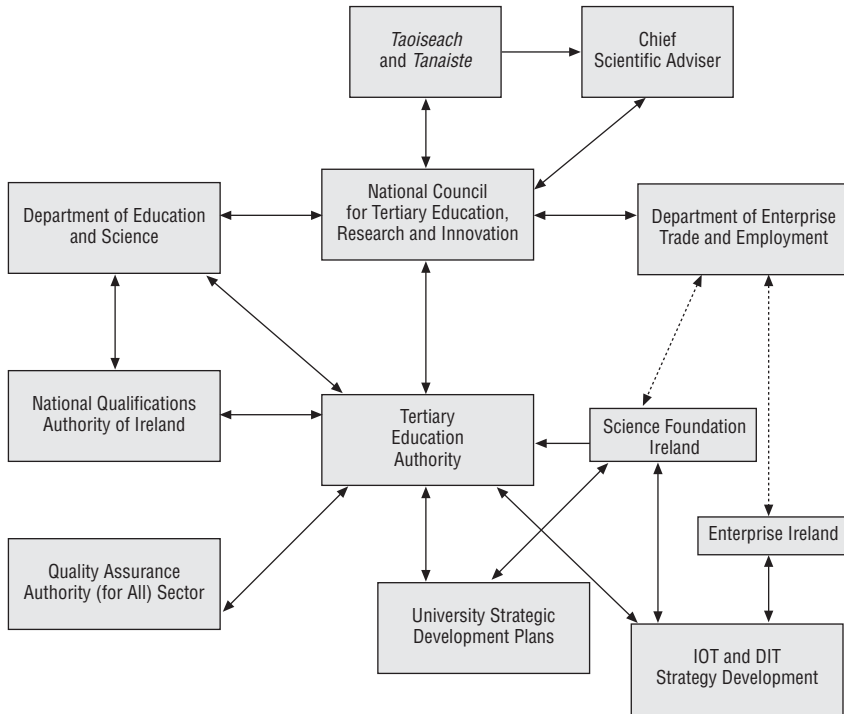 Taoiseach
and Tanaiste
Chief
Scientific Adviser
Department of Education
and Science
National Council
for Tertiary Education,
Research and Innovation
Department of Enterprise
Trade and Employment
National Qualifications
Authority of Ireland
Tertiary
Education
Authority
Science Foundation
Ireland
Enterprise Ireland
Quality Assurance
Authority (for All) Sector
University Strategic
Development Plans
IOT and DIT
Strategy Development